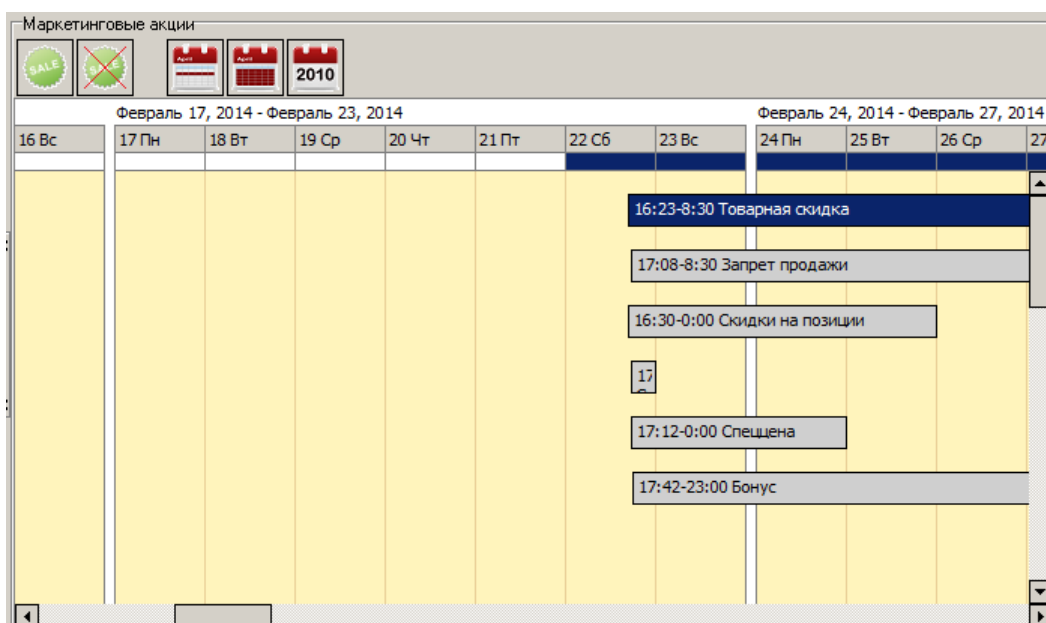 Маркетинговые акции
SALE
SALE
April
April
2010
Февраль 17, 2014 - Февраль 23, 2014
Февраль 24, 2014 - Февраль 27, 2014
16 Вс 17 Пн 18 Вт 19 Ср 20 Чт 21 Пт 22 Сб 23 Вс 24 Пн 25 Вт 26 Ср 27
16:23-8:30 Товарная скидка
17:08-8:30 Запрет продажи
16:30-0:00 Скидки на позиции
17
17:12-0:00 Спеццена
17:42-23:00 Бонус